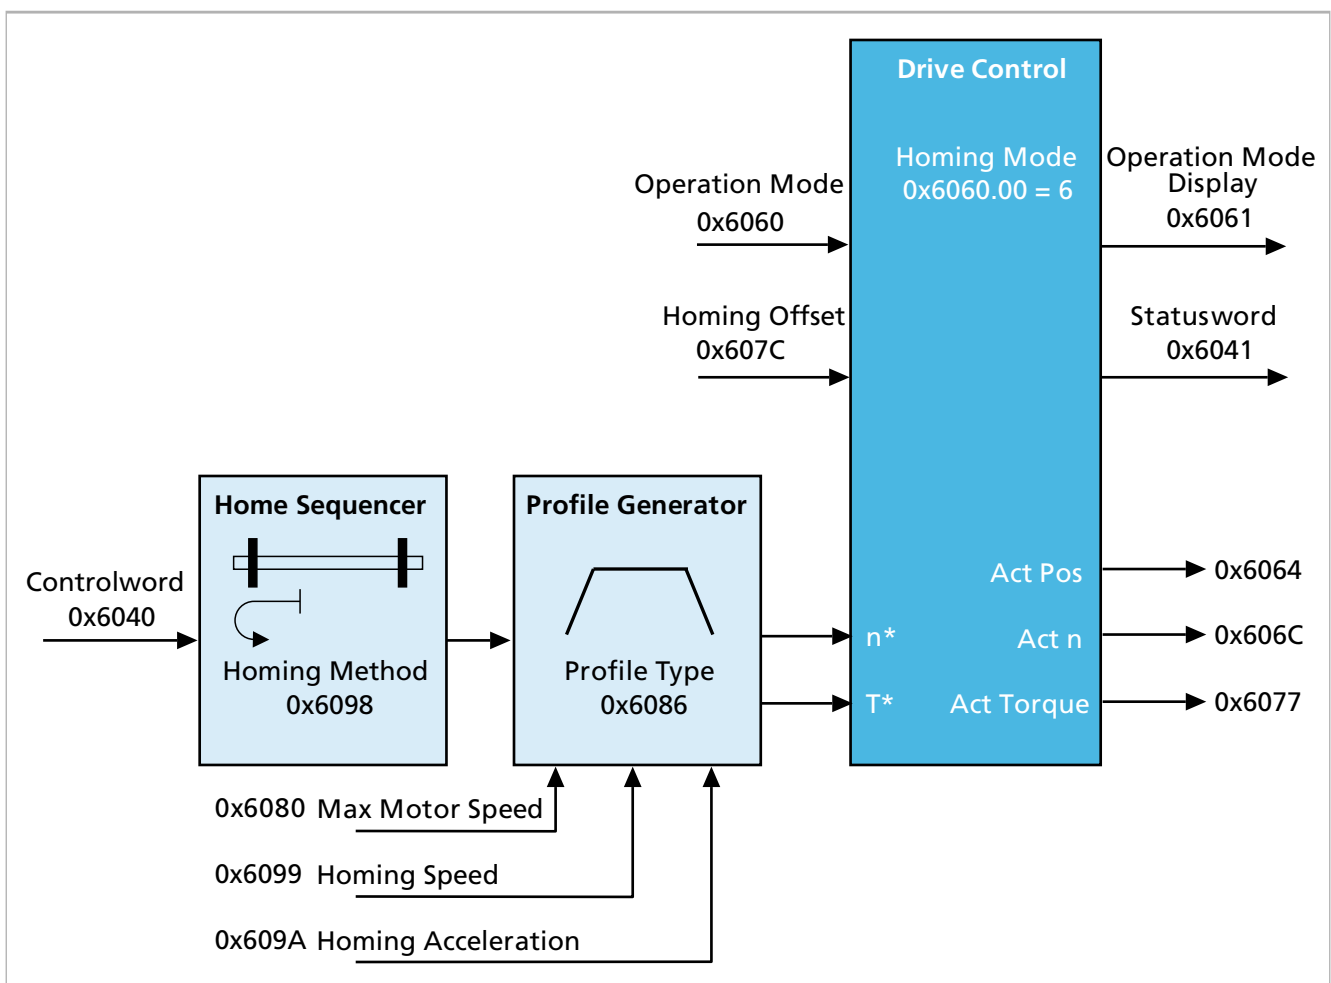 Drive Control
Homing Mode
0x6060.00 = 6
Operation Mode
0x6060
Operation Mode
Display
0x6061
Homing Offset
0x607C
Statusword
0x6041
Home Sequencer
Homing Method
0x6098
Profile Generator
Profile Type
0x6086
Controlword
0x6040
Act Pos
0x6064
n*
Act n
0x606C
T*
Act Torque
0x6077
0x6080 Max Motor Speed
0x6099 Homing Speed
0x609A Homing Acceleration